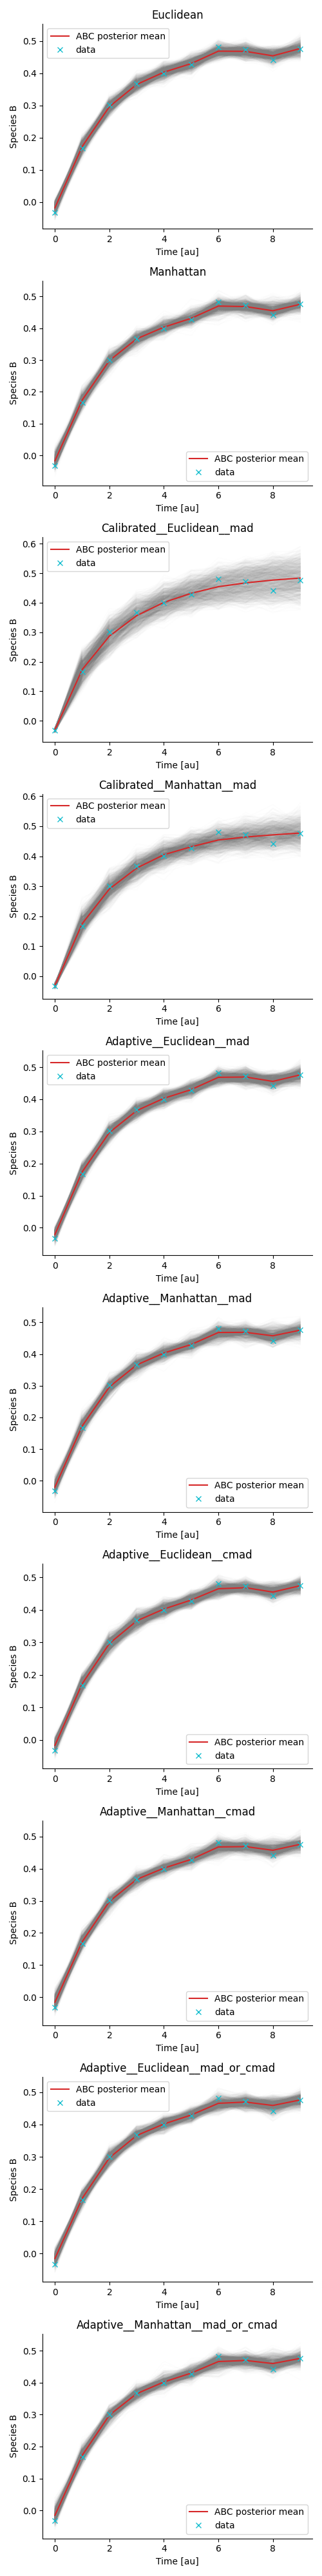 Euclidean
0.5
0.4
0.3
0.2
0.1
0.0
Species B
ABC posterior mean
data
0 2 4 6 8
Time [au]
Manhattan
0.5
0.4
0.3
0.2
0.1
0.0
Species B
ABC posterior mean
data
0 2 4 6 8
Time [au]
Calibrated__Euclidean__mad
0.6
0.5
0.4
0.3
0.2
0.1
0.0
Species B
ABC posterior mean
data
0 2 4 6 8
Time [au]
Calibrated__Manhattan__mad
0.6
0.5
0.4
0.3
0.2
0.1
0.0
Species B
ABC posterior mean
data
0 2 4 6 8
Time [au]
Adaptive__Euclidean__mad
0.5
0.4
0.3
0.2
0.1
0.0
Species B
ABC posterior mean
data
0 2 4 6 8
Time [au]
Adaptive__Manhattan__mad
0.5
0.4
0.3
0.2
0.1
0.0
Species B
ABC posterior mean
data
0 2 4 6 8
Time [au]
Adaptive__Euclidean__cmad
0.5
0.4
0.3
0.2
0.1
0.0
Species B
ABC posterior mean
data
0 2 4 6 8
Time [au]
Adaptive__Manhattan__cmad
0.5
0.4
0.3
0.2
0.1
0.0
Species B
ABC posterior mean
data
0 2 4 6 8
Time [au]
Adaptive__Euclidean__mad_or_cmad
0.5
0.4
0.3
0.2
0.1
0.0
Species B
ABC posterior mean
data
0 2 4 6 8
Time [au]
Adaptive__Manhattan__mad_or_cmad
0.5
0.4
0.3
0.2
0.1
0.0
Species B
ABC posterior mean
data
0 2 4 6 8
Time [au]